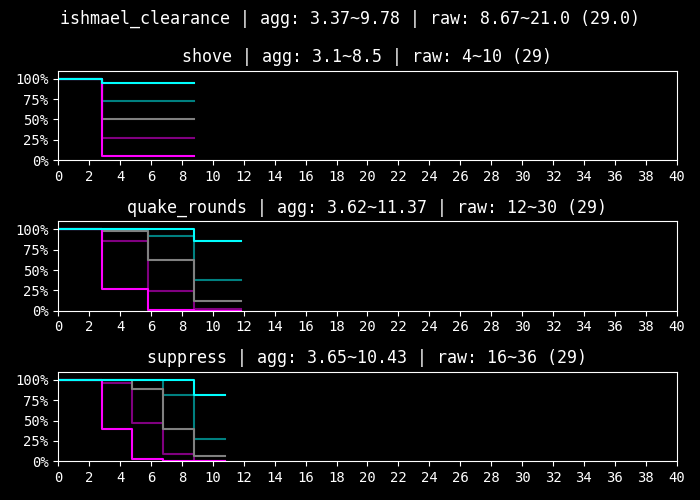 ishmael_clearance | agg: 3.37~9.78 | raw: 8.67~21.0 (29.0)
shove | agg: 3.1~8.5 | raw: 4~10 (29)
100%
75%
50%
25%
0%
0 2 4 6 8 10 12 14 16 18 20 22 24 26 28 30 32 34 36 38 40
quake_rounds | agg: 3.62~11.37 | raw: 12~30 (29)
100%
75%
50%
25%
0%
0 2 4 6 8 10 12 14 16 18 20 22 24 26 28 30 32 34 36 38 40
suppress | agg: 3.65~10.43 | raw: 16~36 (29)
100%
75%
50%
25%
0%
0 2 4 6 8 10 12 14 16 18 20 22 24 26 28 30 32 34 36 38 40